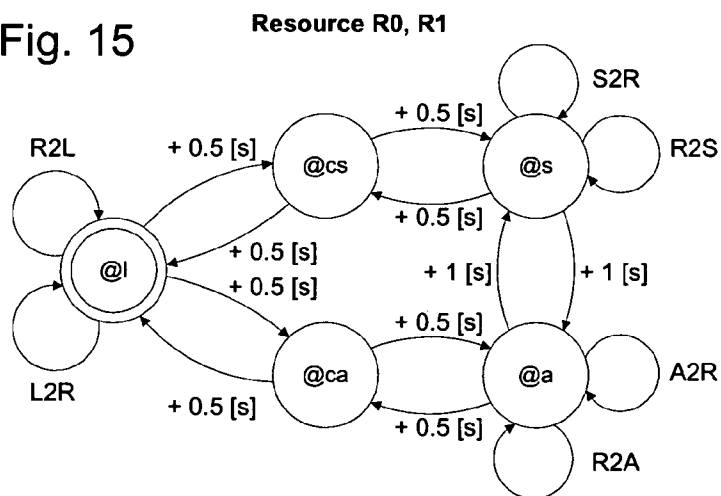 Fig. 15
Resource R0, R1
S2R
R2L
+ 0.5 [s]
+ 0.5 [s]
R2S
@cs
@s
+ 0.5 [s]
+ 0.5 [s]
@l
+ 0.5 [s]
+ 1 [s]
+ 1 [s]
+ 0.5 [s]
@ca
@a
A2R
L2R
+ 0.5 [s]
+ 0.5 [s]
R2A